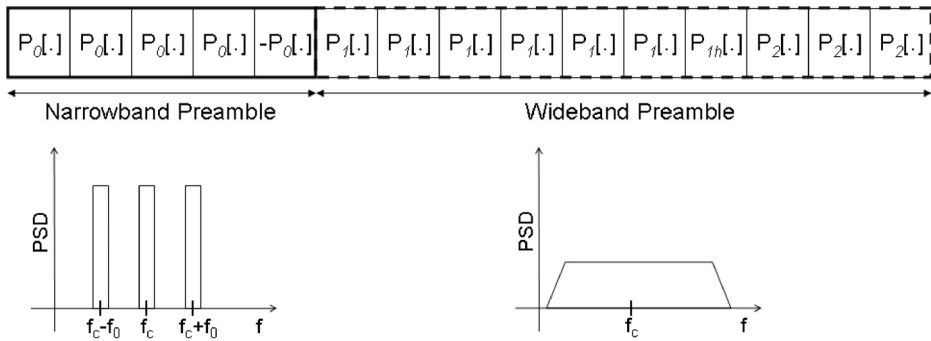 P0[.] P0[.] P0[.] P0[.] -P0[.] P1[.] P1[.] P1[.] P1[.] P1[.] P1[.] P1h[.] P2[.] P2[.] P2[.]
Narrowband Preamble Wideband Preamble
PSD PSD
fc-f0 fc fc+f0 f fc f